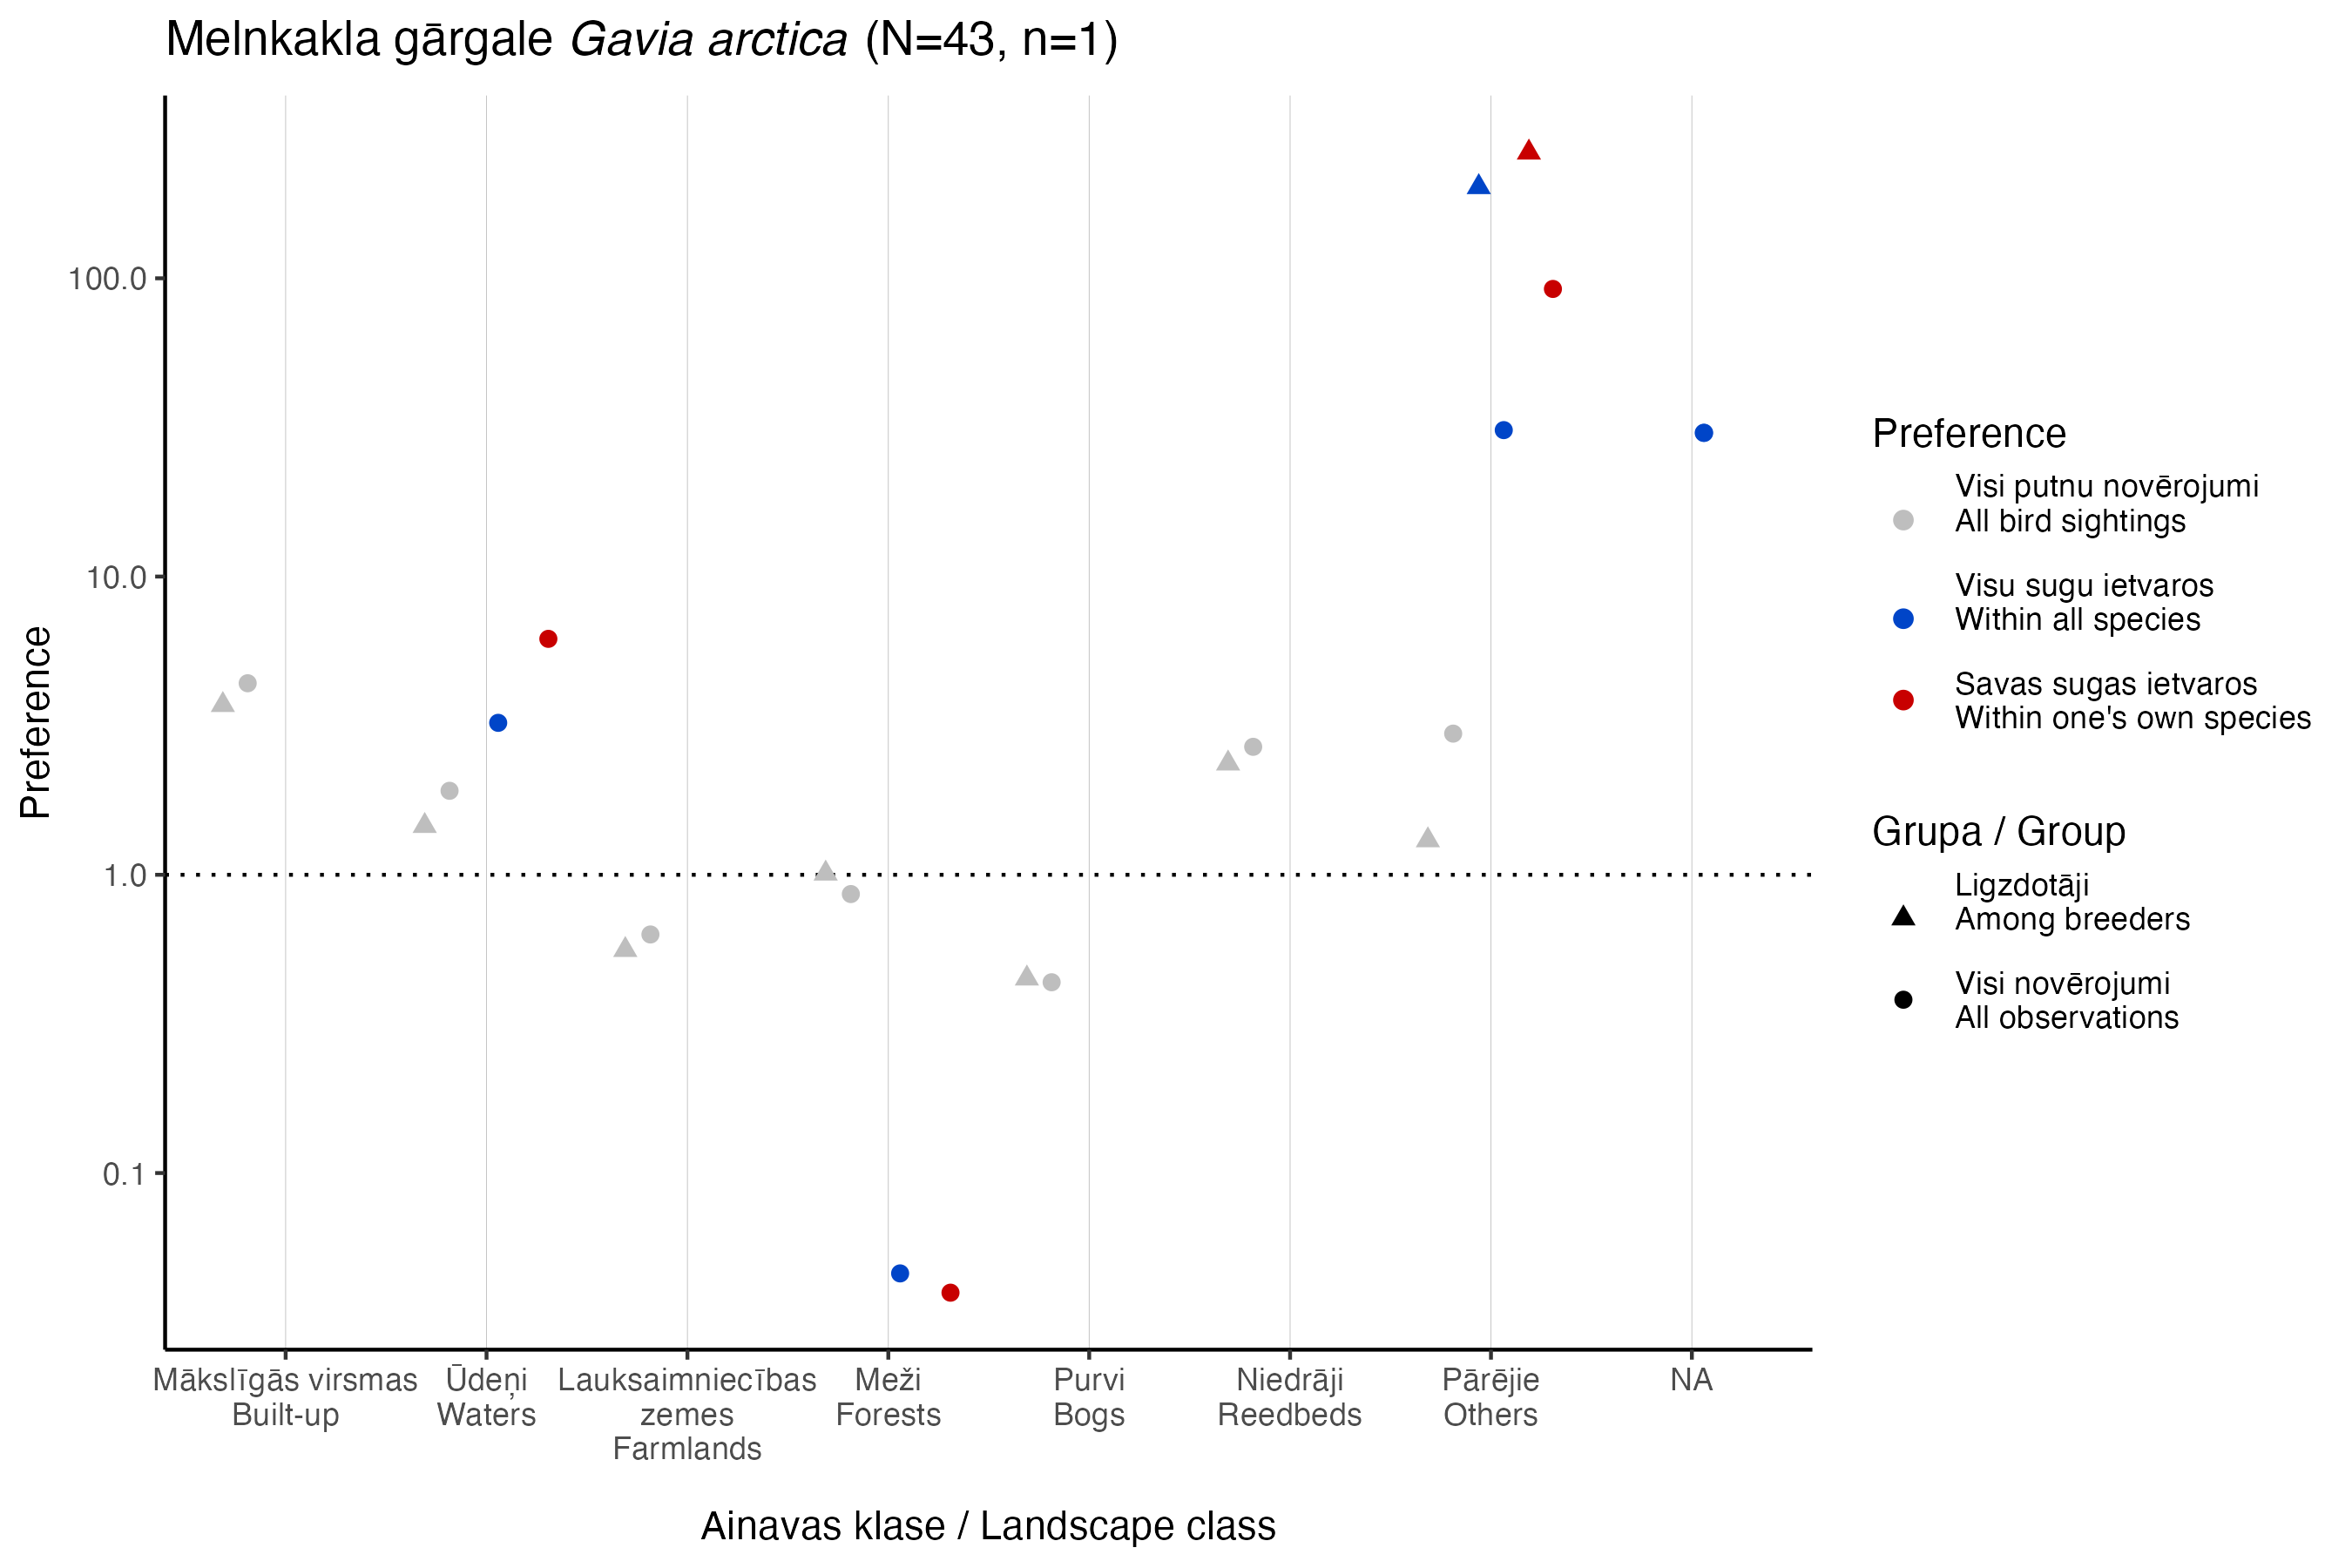 Melnkakla gārgale Gavia arctica (N=43, n=1)
Preference
100.0
10.0
1.0
0.1
Mākslīgās virsmas
Built-up
Ūdeņi
Waters
Lauksaimniecības
zemes
Farmlands
Meži
Forests
Purvi
Bogs
Niedrāji
Reedbeds
Pārējie
Others
NA
Ainavas klase / Landscape class
Preference
Visi putnu novērojumi
All bird sightings
Visu sugu ietvaros
Within all species
Savas sugas ietvaros
Within one's own species
Grupa / Group
Ligzdotāji
Among breeders
Visi novērojumi
All observations